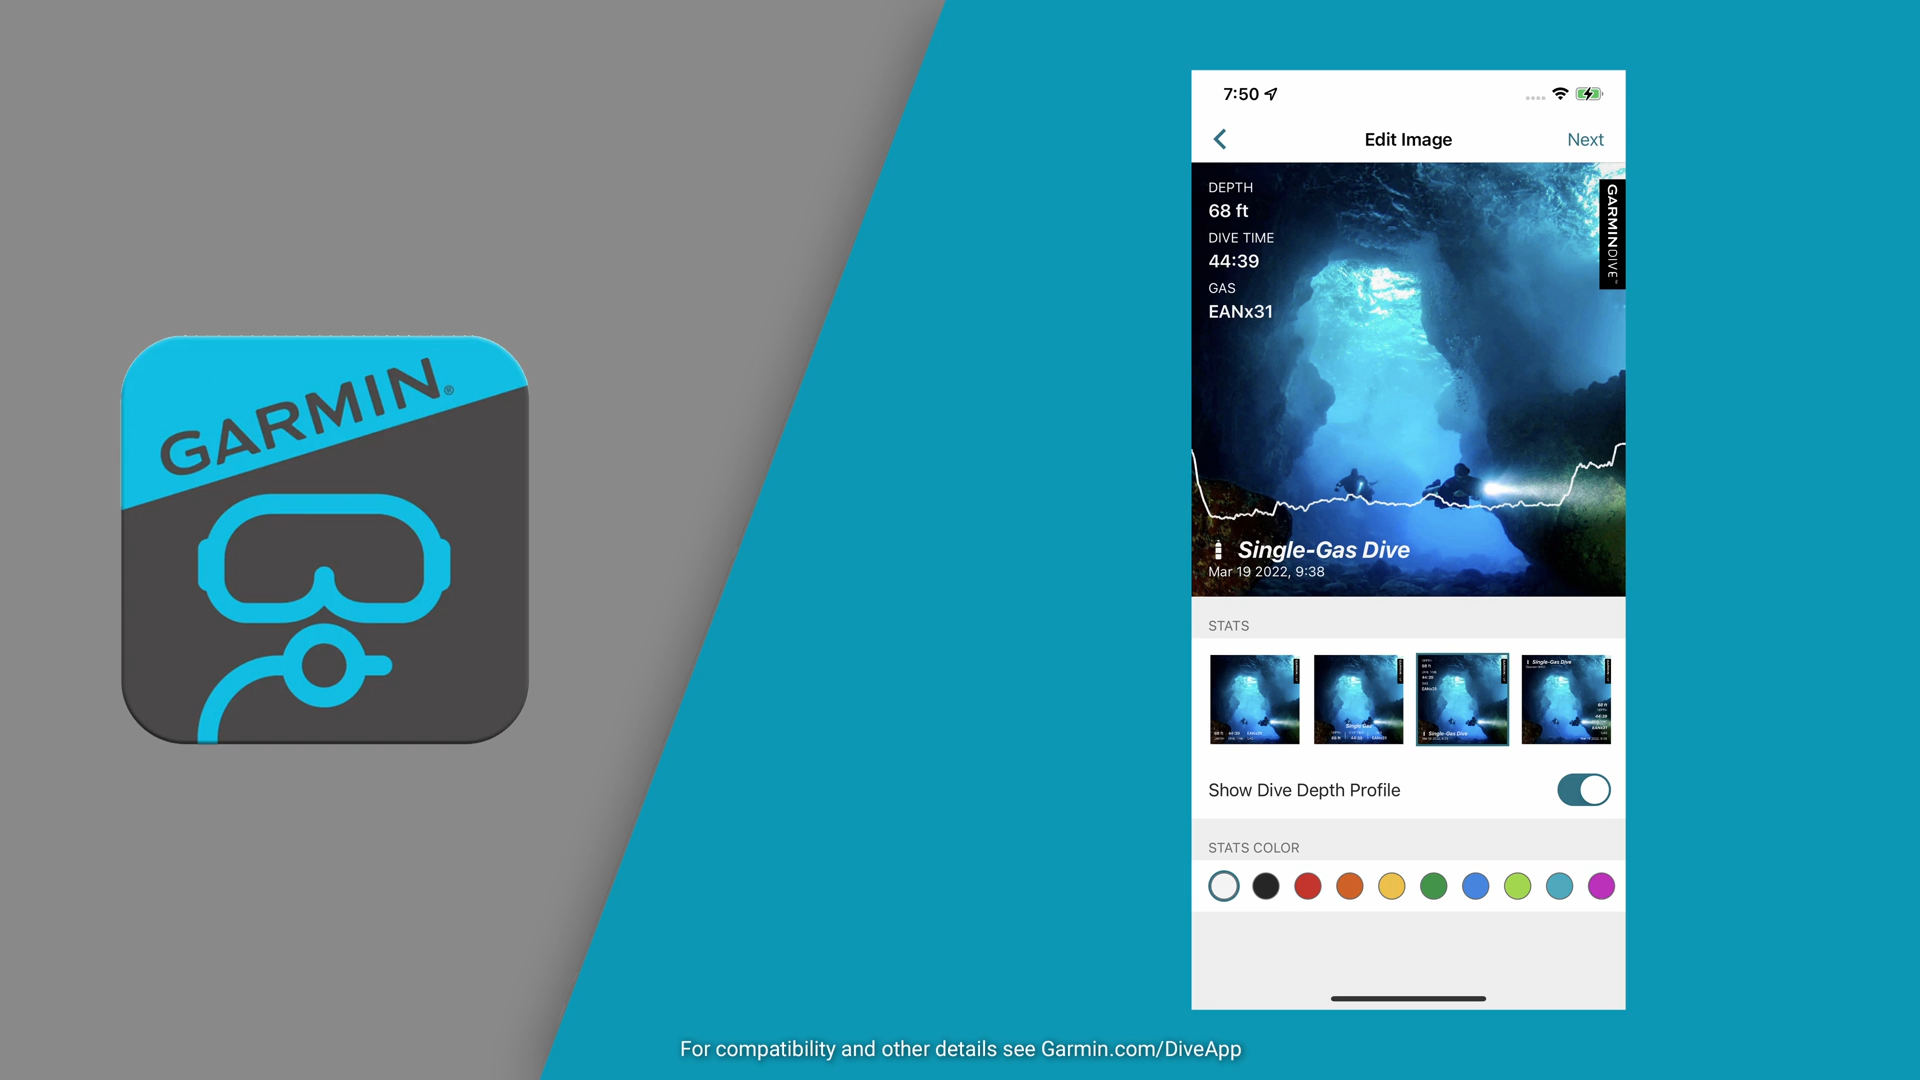 GARMIN®
7:50
Edit Image
Next
DEPTH
68 ft
DIVE TIME
44:39
GAS
EANx31
GARMINDIVE™
Single-Gas Dive
Mar 19 2022, 9:38
STATS
Show Dive Depth Profile
STATS COLOR
For compatibility and other details see Garmin.com/DiveApp